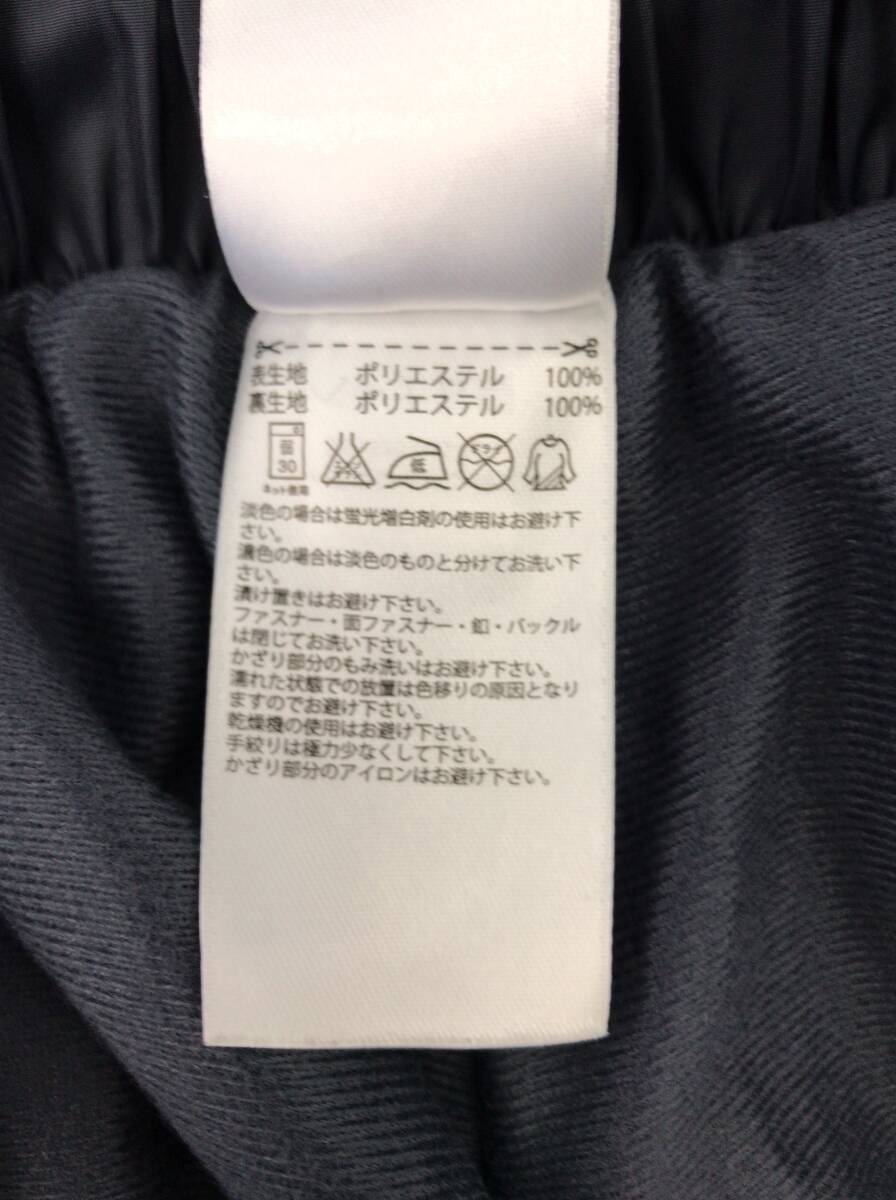 表生地 ポリエステル 100%
裏生地 ポリエステル 100%
30
ネット使用
低
ドライ
淡色の場合は蛍光増白剤の使用はお避け下
さい。
濃色の場合は淡色のものと分けてお洗い下
さい。
漬け置きはお避け下さい。
ファスナー・面ファスナー・釦・バックル
は閉じてお洗い下さい。
かざり部分のもみ洗いはお避け下さい。
濡れた状態での放置は色移りの原因となり
ますのでお避け下さい。
乾燥機の使用はお避け下さい。
手絞りは極力少なくして下さい。
かざり部分のアイロンはお避け下さい。